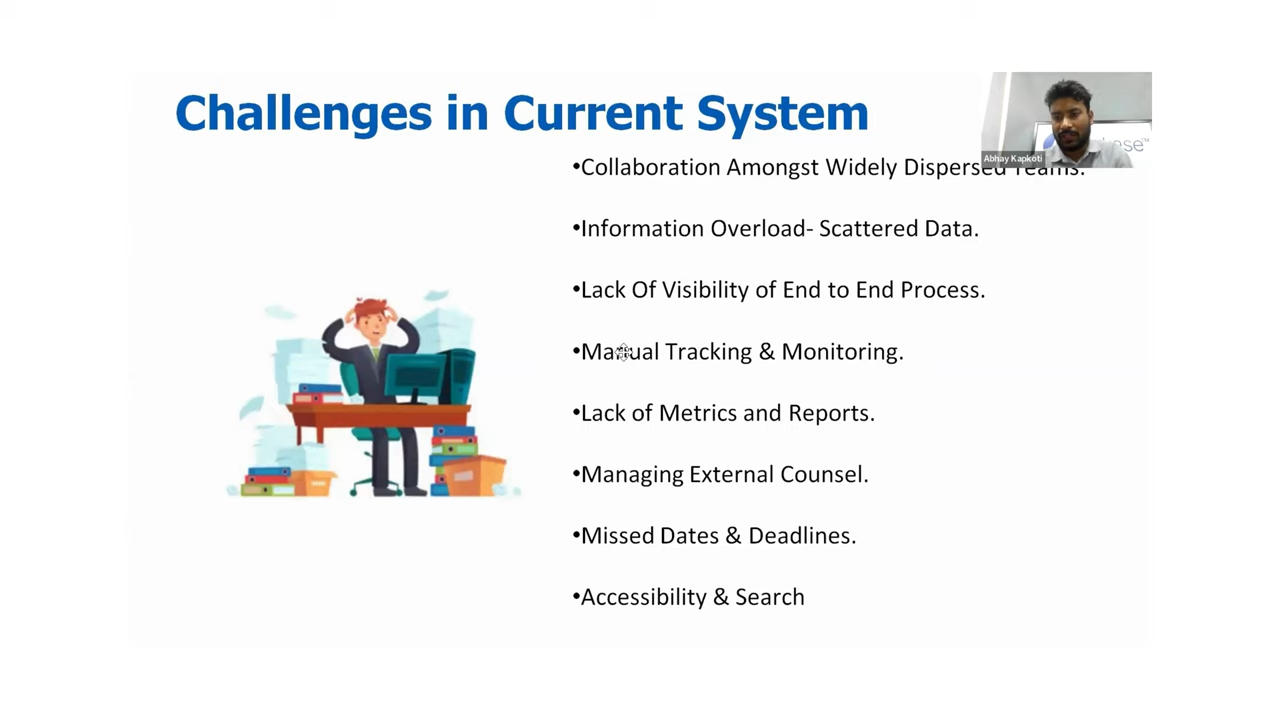 Challenges in Current System
Abhay Kapkoti
•Collaboration Amongst Widely Dispersed Teams.
•Information Overload- Scattered Data.
•Lack Of Visibility of End to End Process.
•Manual Tracking & Monitoring.
•Lack of Metrics and Reports.
•Managing External Counsel.
•Missed Dates & Deadlines.
•Accessibility & Search